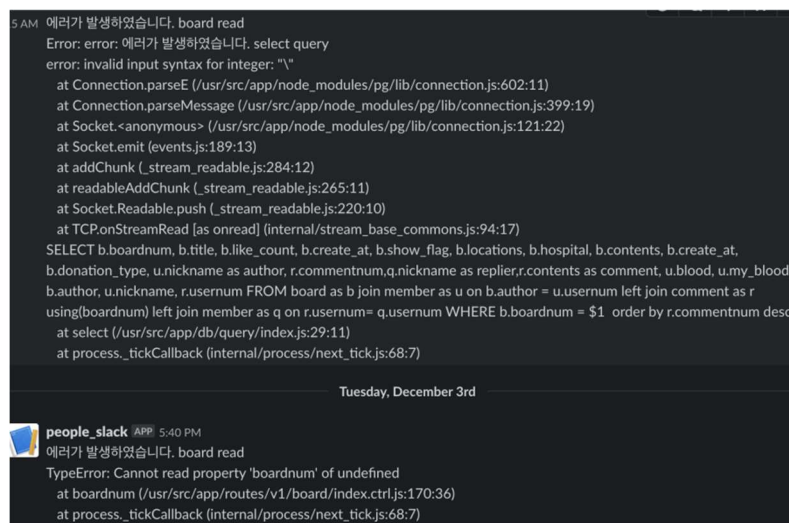 5 AM 에러가 발생하였습니다. board read
Error: error: 에러가 발생하였습니다. select query
error: invalid input syntax for integer: "\"
at Connection.parseE (/usr/src/app/node_modules/pg/lib/connection.js:602:11)
at Connection.parseMessage (/usr/src/app/node_modules/pg/lib/connection.js:399:19)
at Socket.<anonymous> (/usr/src/app/node_modules/pg/lib/connection.js:121:22)
at Socket.emit (events.js:189:13)
at addChunk (_stream_readable.js:284:12)
at readableAddChunk (_stream_readable.js:265:11)
at Socket.Readable.push (_stream_readable.js:220:10)
at TCP.onStreamRead [as onread] (internal/stream_base_commons.js:94:17)
SELECT b.boardnum, b.title, b.like_count, b.create_at, b.show_flag, b.locations, b.hospital, b.contents, b.create_at,
b.donation_type, u.nickname as author, r.commentnum,q.nickname as replier,r.contents as comment, u.blood, u.my_blood
b.author, u.nickname, r.usernum FROM board as b join member as u on b.author = u.usernum left join comment as r
using(boardnum) left join member as q on r.usernum= q.usernum WHERE b.boardnum = $1 order by r.commentnum desc
at select (/usr/src/app/db/query/index.js:29:11)
at process._tickCallback (internal/process/next_tick.js:68:7)
Tuesday, December 3rd
people_slack APP 5:40 PM
에러가 발생하였습니다. board read
TypeError: Cannot read property 'boardnum' of undefined
at boardnum (/usr/src/app/routes/v1/board/index.ctrl.js:170:36)
at process._tickCallback (internal/process/next_tick.js:68:7)